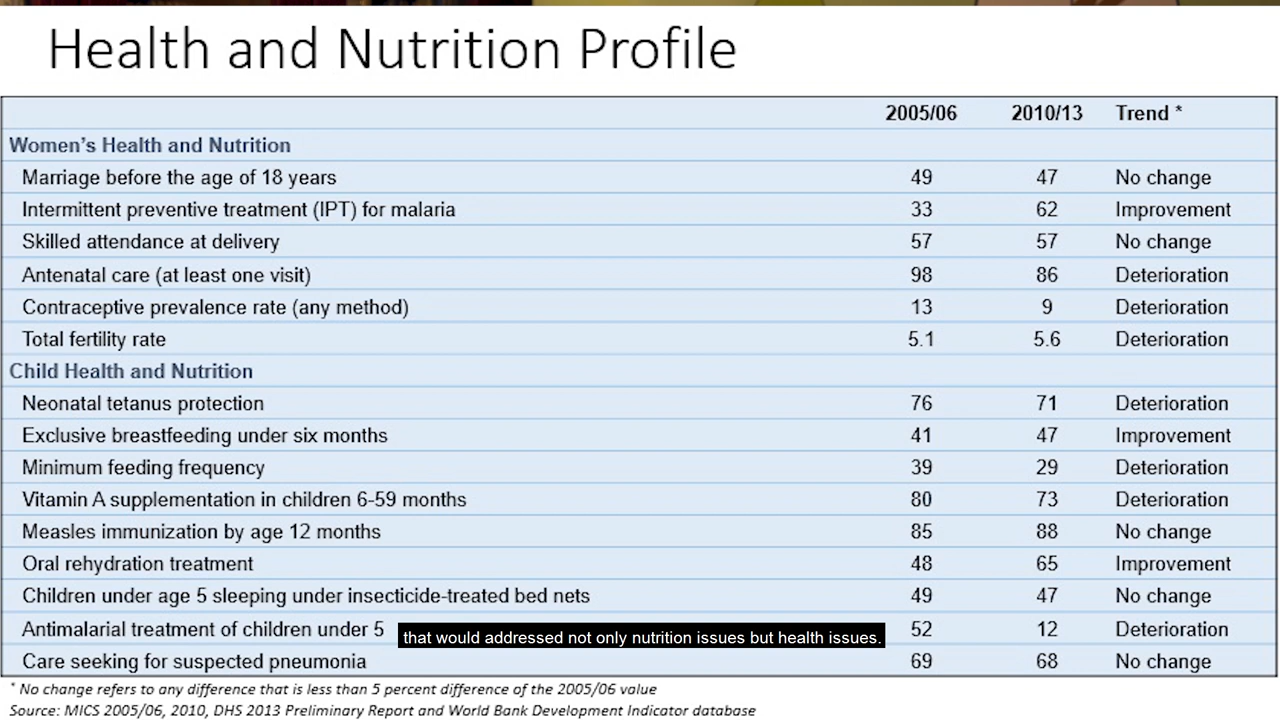 Health and Nutrition Profile
2005/06 2010/13 Trend *
Women's Health and Nutrition
Marriage before the age of 18 years 49 47 No change
Intermittent preventive treatment (IPT) for malaria 33 62 Improvement
Skilled attendance at delivery 57 57 No change
Antenatal care (at least one visit) 98 86 Deterioration
Contraceptive prevalence rate (any method) 13 9 Deterioration
Total fertility rate 5.1 5.6 Deterioration
Child Health and Nutrition
Neonatal tetanus protection 76 71 Deterioration
Exclusive breastfeeding under six months 41 47 Improvement
Minimum feeding frequency 39 29 Deterioration
Vitamin A supplementation in children 6-59 months 80 73 Deterioration
Measles immunization by age 12 months 85 88 No change
Oral rehydration treatment 48 65 Improvement
Children under age 5 sleeping under insecticide-treated bed nets 49 47 No change
Antimalarial treatment of children under 5 52 12 Deterioration
that would addressed not only nutrition issues but health issues.
Care seeking for suspected pneumonia 69 68 No change
* No change refers to any difference that is less than 5 percent difference of the 2005/06 value
Source: MICS 2005/06, 2010, DHS 2013 Preliminary Report and World Bank Development Indicator database